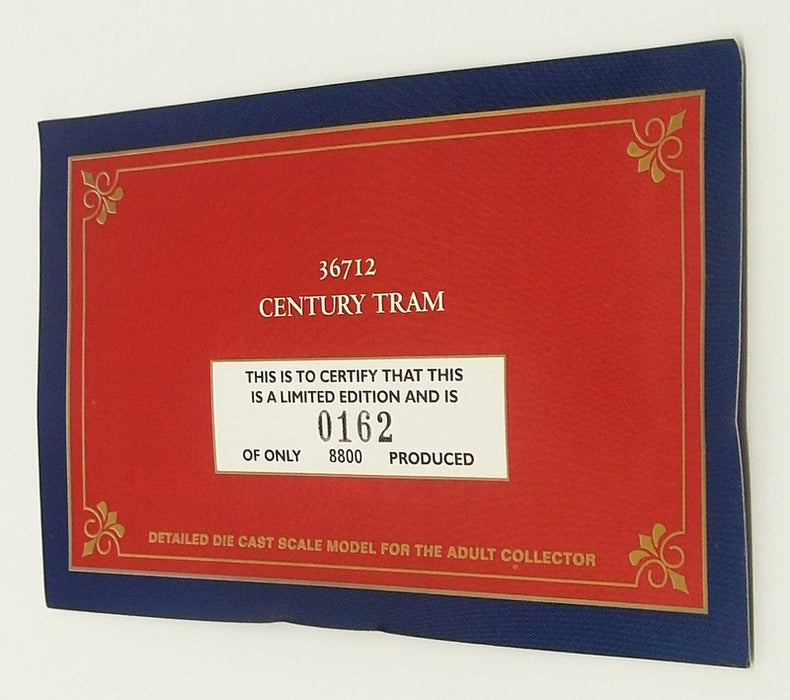 36712
CENTURY TRAM
THIS IS TO CERTIFY THAT THIS
IS A LIMITED EDITION AND IS
0162
OF ONLY 8800 PRODUCED
DETAILED DIE CAST SCALE MODEL FOR THE ADULT COLLECTOR